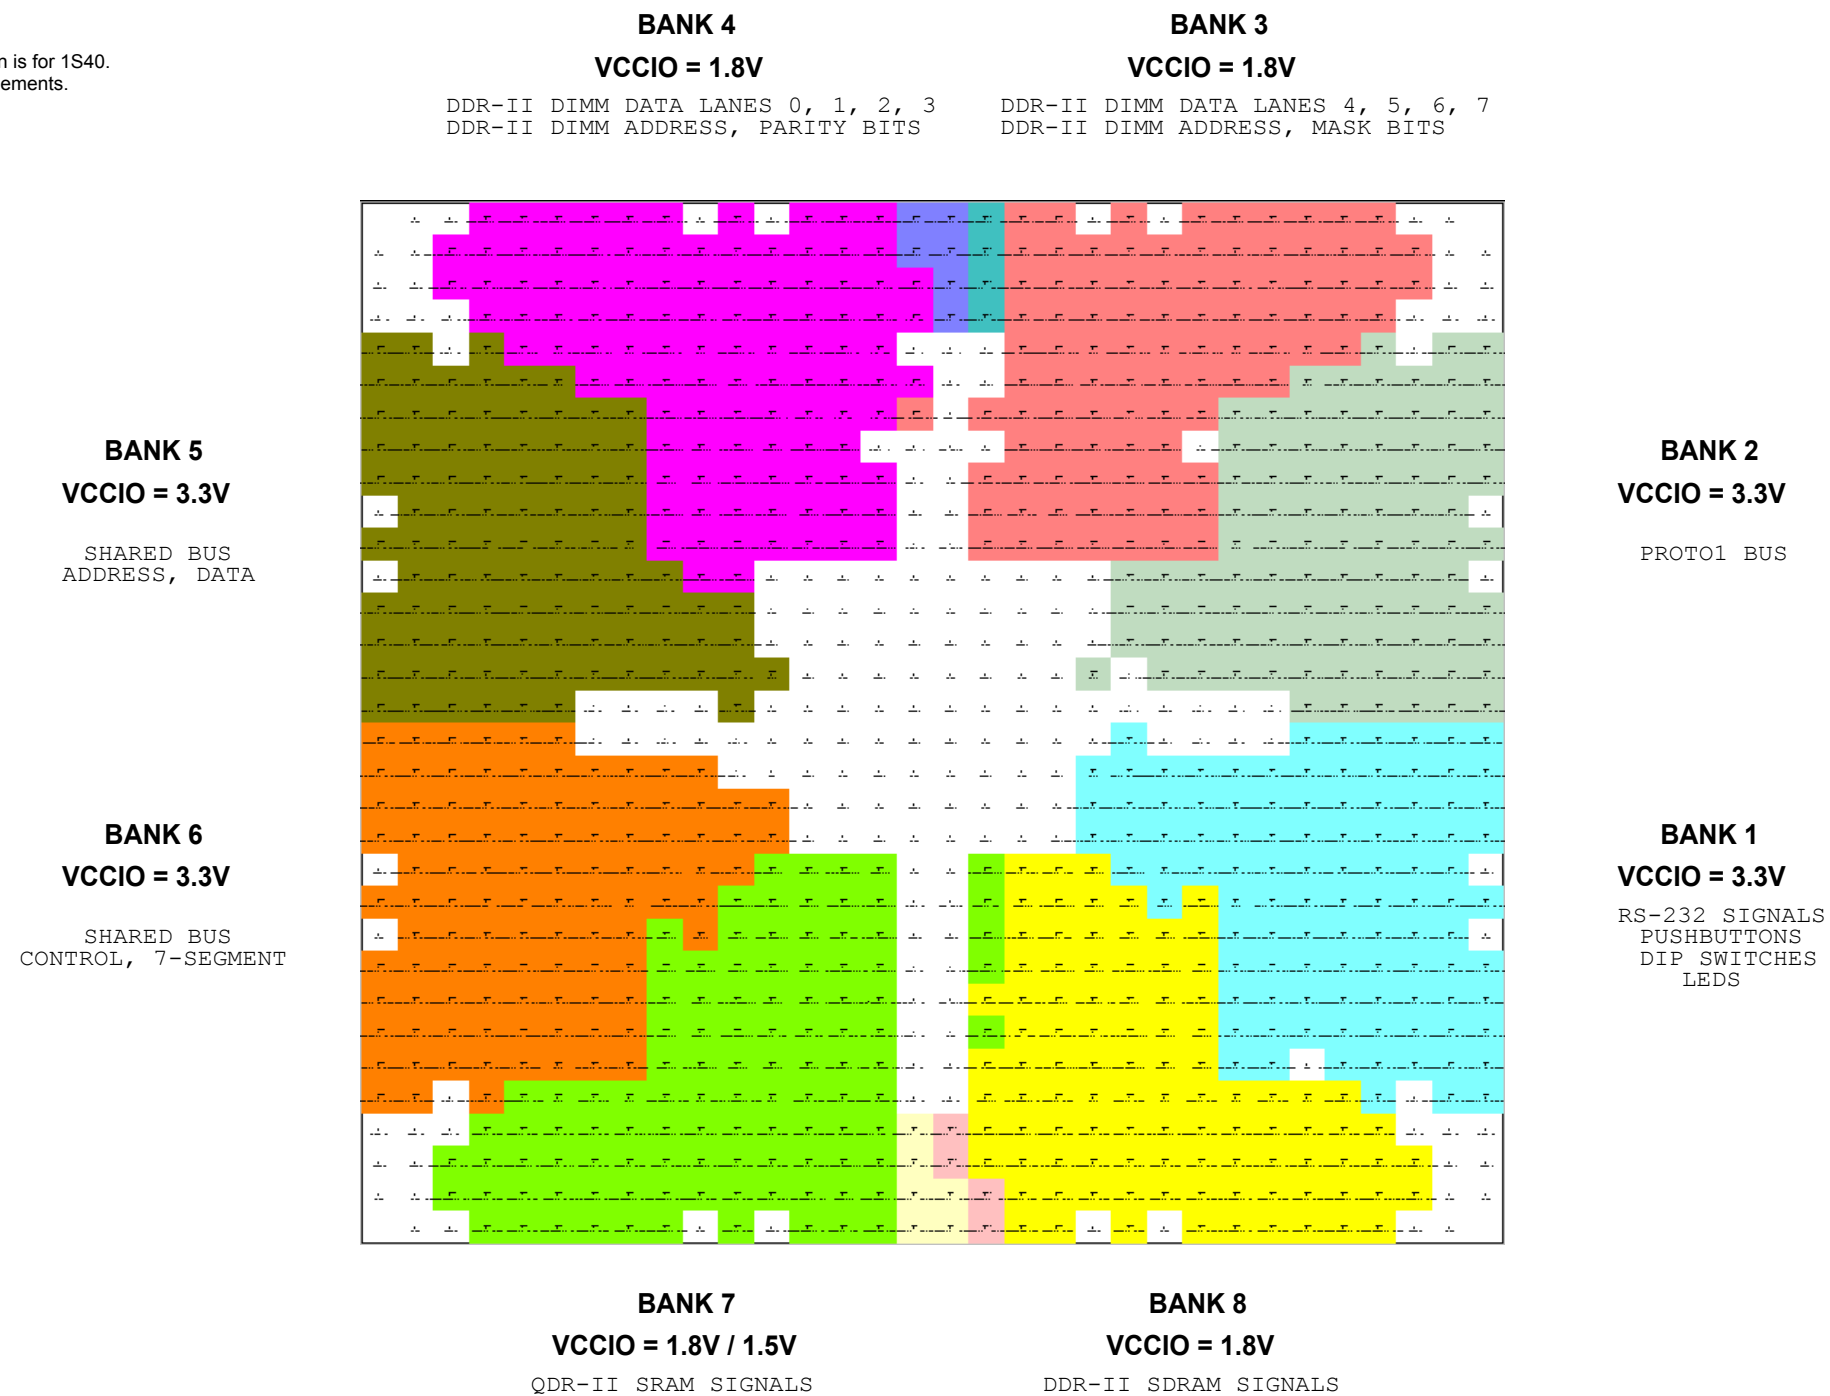 n is for 1S40.
ements.
BANK 4
VCCIO = 1.8V
DDR-II DIMM DATA LANES 0, 1, 2, 3
DDR-II DIMM ADDRESS, PARITY BITS
BANK 3
VCCIO = 1.8V
DDR-II DIMM DATA LANES 4, 5, 6, 7
DDR-II DIMM ADDRESS, MASK BITS
BANK 5
VCCIO = 3.3V
SHARED BUS
ADDRESS, DATA
BANK 2
VCCIO = 3.3V
PROTO1 BUS
BANK 6
VCCIO = 3.3V
SHARED BUS
CONTROL, 7-SEGMENT
BANK 1
VCCIO = 3.3V
RS-232 SIGNALS
PUSHBUTTONS
DIP SWITCHES
LEDS
BANK 7
VCCIO = 1.8V / 1.5V
QDR-II SRAM SIGNALS
BANK 8
VCCIO = 1.8V
DDR-II SDRAM SIGNALS